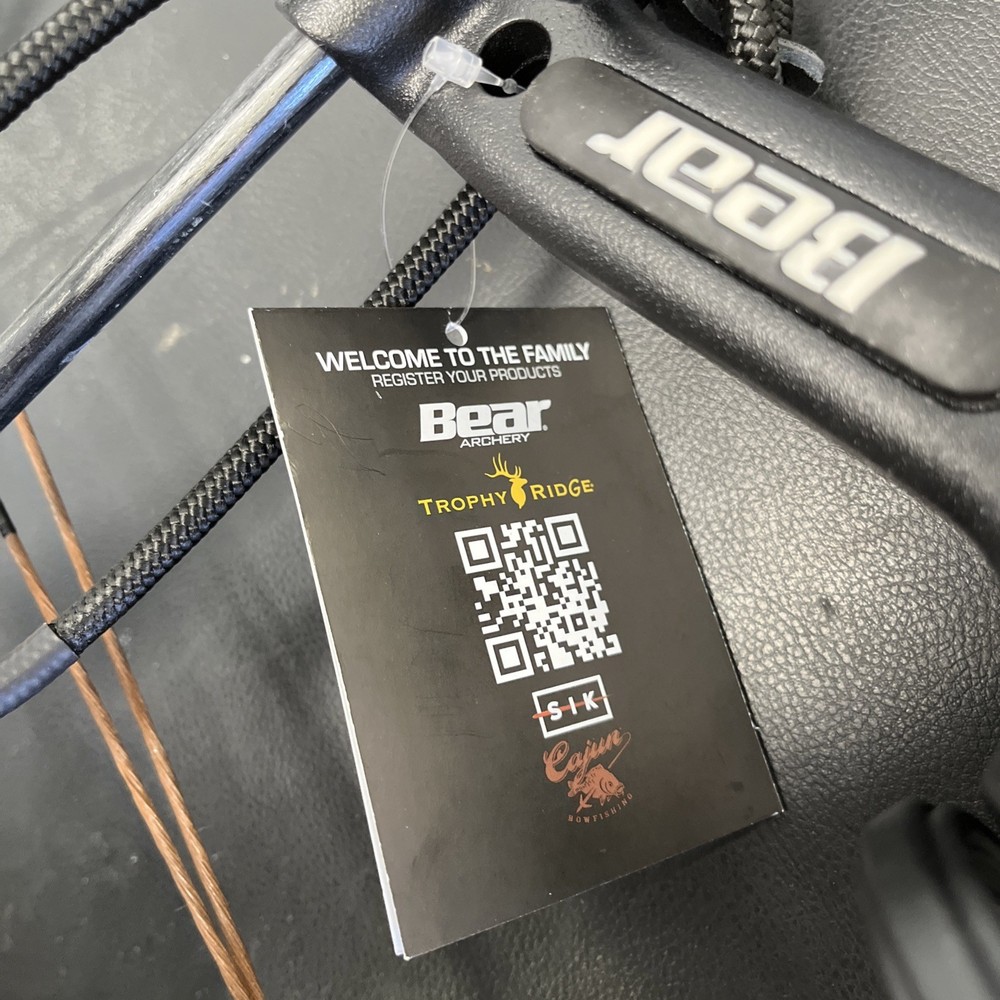 Bear
WELCOME TO THE FAMILY
REGISTER YOUR PRODUCTS
Bear
ARCHERY
TROPHY RIDGE
SIK
Cajun
BOWFISHING